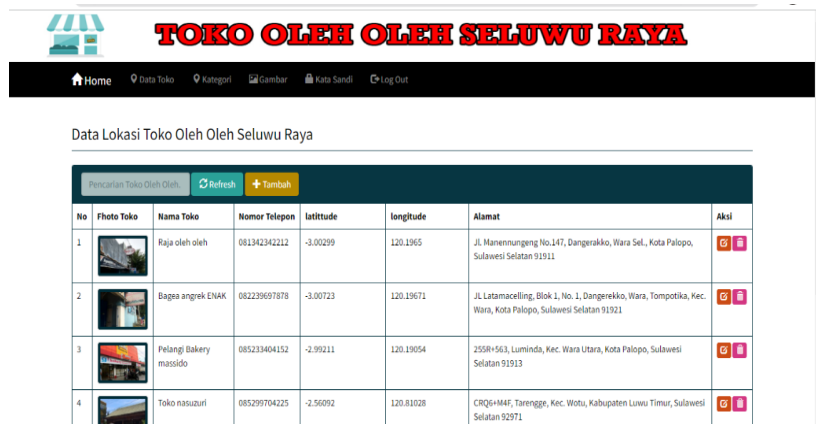 TOKO OLEH OLEH SELUWU RAYA
Home Data Toko Kategori Gambar Kata Sandi Log Out
Data Lokasi Toko Oleh Oleh Seluwu Raya
Pencarian Toko Oleh Oleh. Refresh Tambah
No Fhoto Toko Nama Toko Nomor Telepon latittude longitude Alamat Aksi
1 Raja oleh oleh 081342342212 -3.00299 120.1965 Jl. Manennungeng No.147, Dangerakko, Wara Sel., Kota Palopo,
Sulawesi Selatan 91911
2 Bagea angrek ENAK 082239697878 -3.00723 120.19671 JL Latamacelling, Blok 1, No. 1, Dangerekko, Wara, Tompotika, Kec.
Wara, Kota Palopo, Sulawesi Selatan 91921
3 Pelangi Bakery 085233404152 -2.99211 120.19054 255R+563, Luminda, Kec. Wara Utara, Kota Palopo, Sulawesi
massido Selatan 91913
4 Toko nasuzuri 085299704225 -2.56092 120.81028 CRQ6+M4F, Tarengge, Kec. Wotu, Kabupaten Luwu Timur, Sulawesi
Selatan 92971